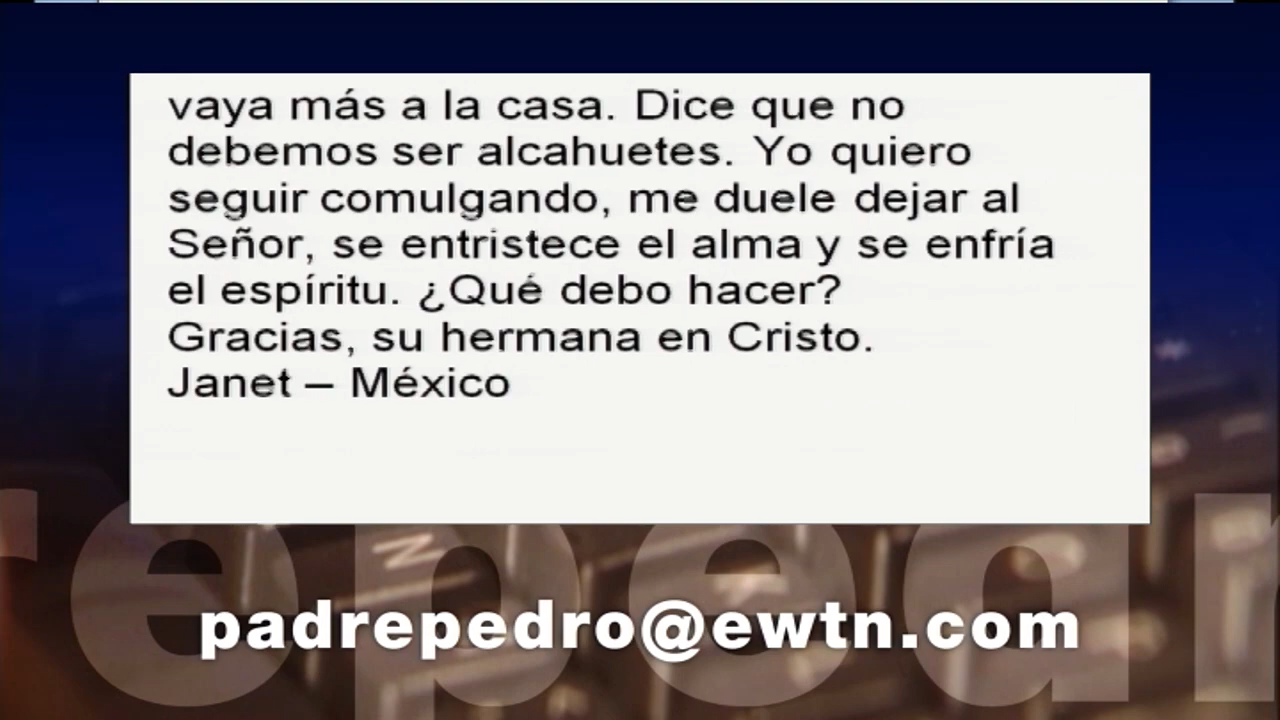 vaya más a la casa. Dice que no
debemos ser alcahuetes. Yo quiero
seguir comulgando, me duele dejar al
Señor, se entristece el alma y se enfría
el espíritu. ¿Qué debo hacer?
Gracias, su hermana en Cristo.
Janet – México
repedr
padrepedro@ewtn.com